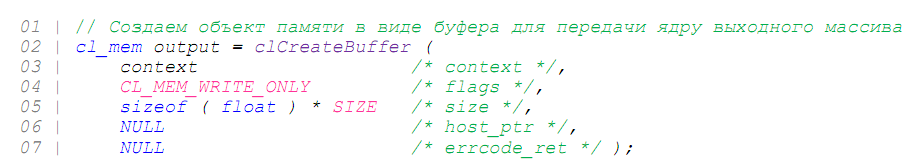 01 | // Создаем объект памяти в виде буфера для передачи ядру выходного массива
02 | cl_mem output = clCreateBuffer (
03 |     context                  /* context */,
04 |     CL_MEM_WRITE_ONLY        /* flags */,
05 |     sizeof ( float ) * SIZE  /* size */,
06 |     NULL                     /* host_ptr */,
07 |     NULL                     /* errcode_ret */ );